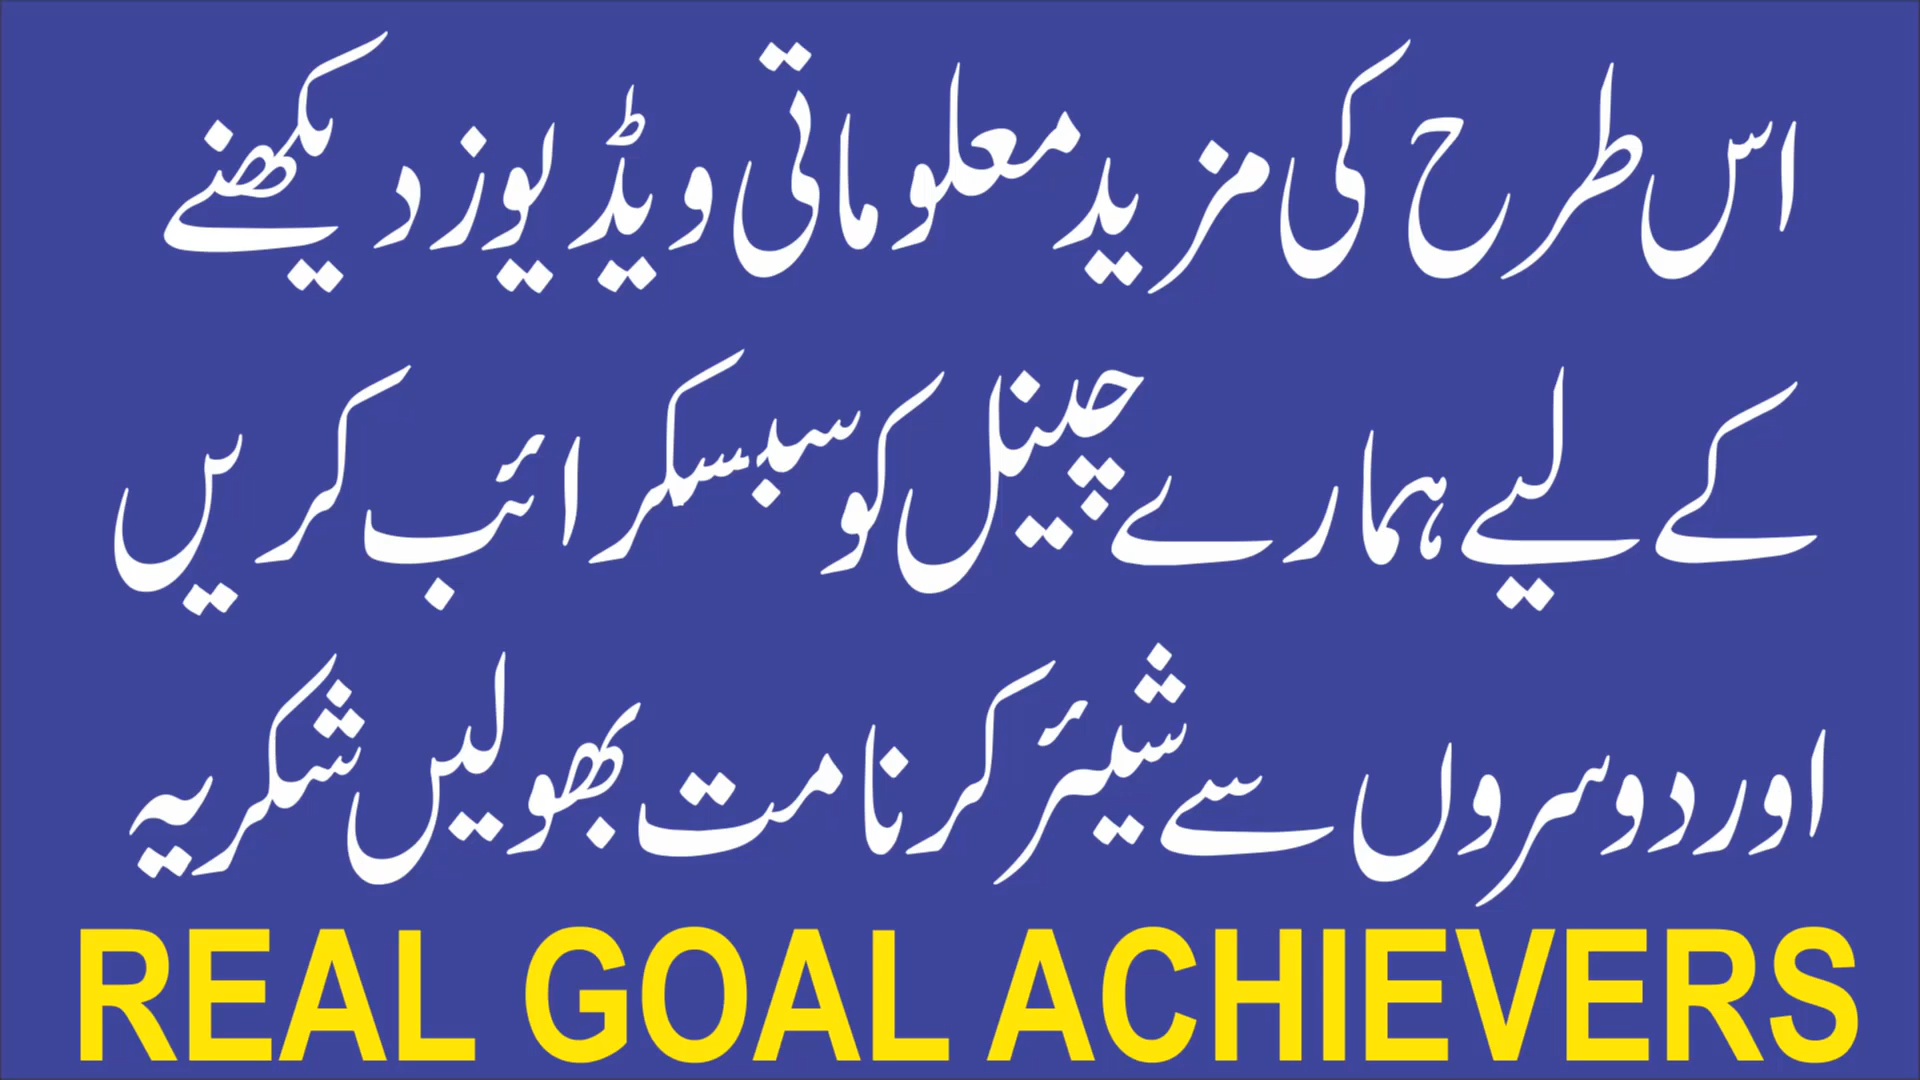 اس طرح کی مزید معلوماتی ویڈیوز دیکھنے
کے لیے ہمارے چینل کو سبسکرائب کریں
اور دوسروں سے شیئر کرنا مت بھولیں شکریہ
REAL GOAL ACHIEVERS